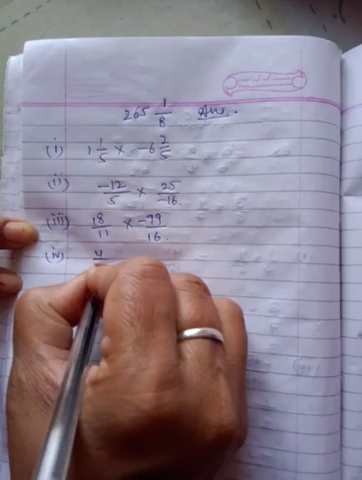 265 1/8 Ans.
(i) 1 1/5 x -6 2/5
(ii) -12/5 x 25/-16
(iii) 18/11 x -79/16
(iv) 4